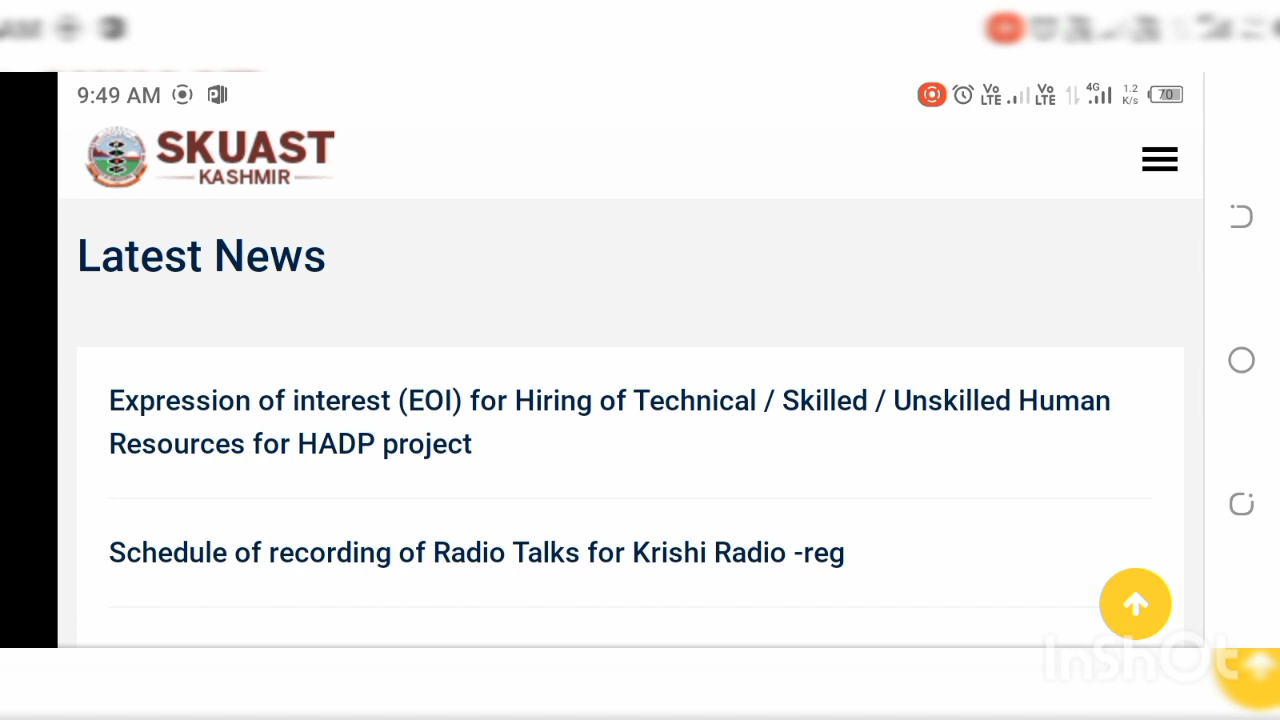 9:49 AM
Vo
LTE
Vo
LTE
4G
1.2
K/s
70
SKUAST
KASHMIR
Latest News
Expression of interest (EOI) for Hiring of Technical / Skilled / Unskilled Human
Resources for HADP project
Schedule of recording of Radio Talks for Krishi Radio -reg
InShOt